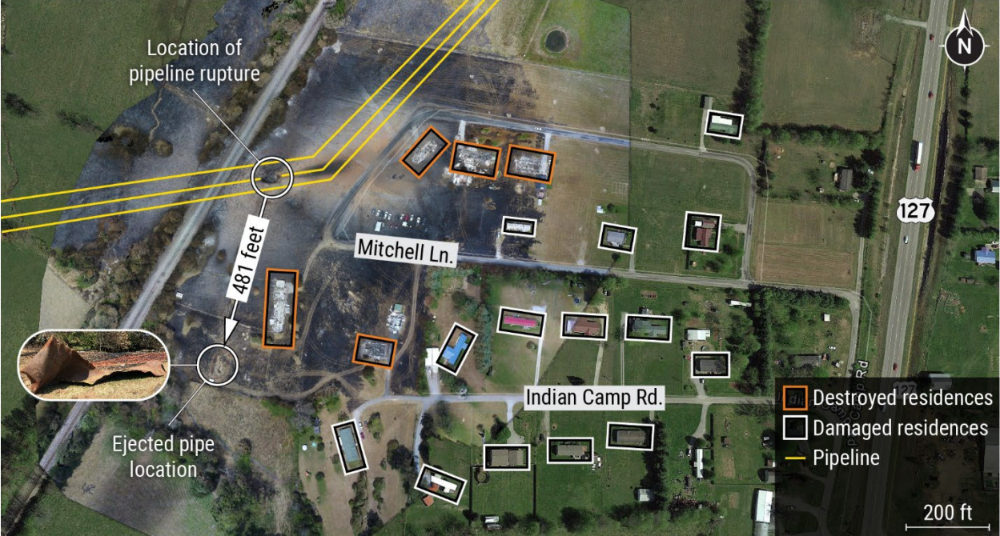 Location of
pipeline rupture
N
127
481 feet
Mitchell Ln.
Indian Camp Rd.
Destroyed residences
Damaged residences
Pipeline
Ejected pipe
location
200 ft